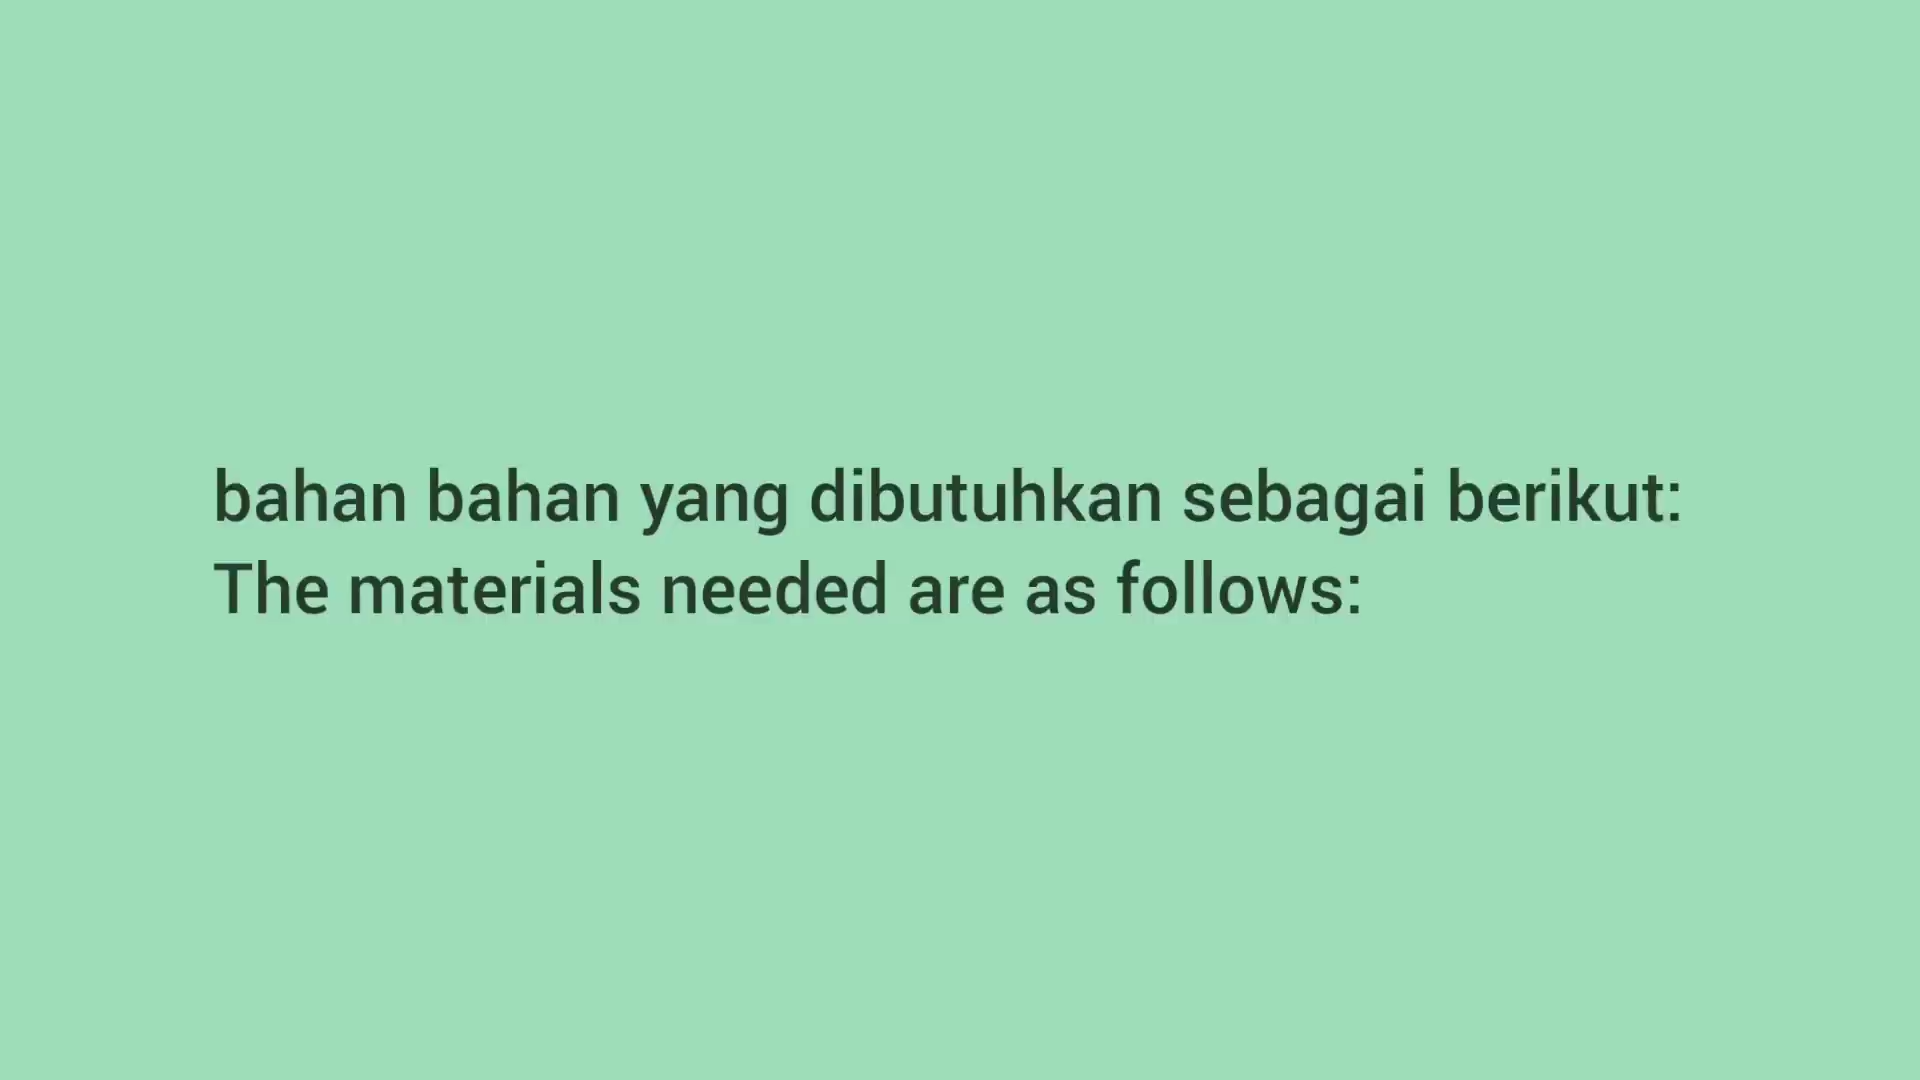 bahan bahan yang dibutuhkan sebagai berikut:
The materials needed are as follows: